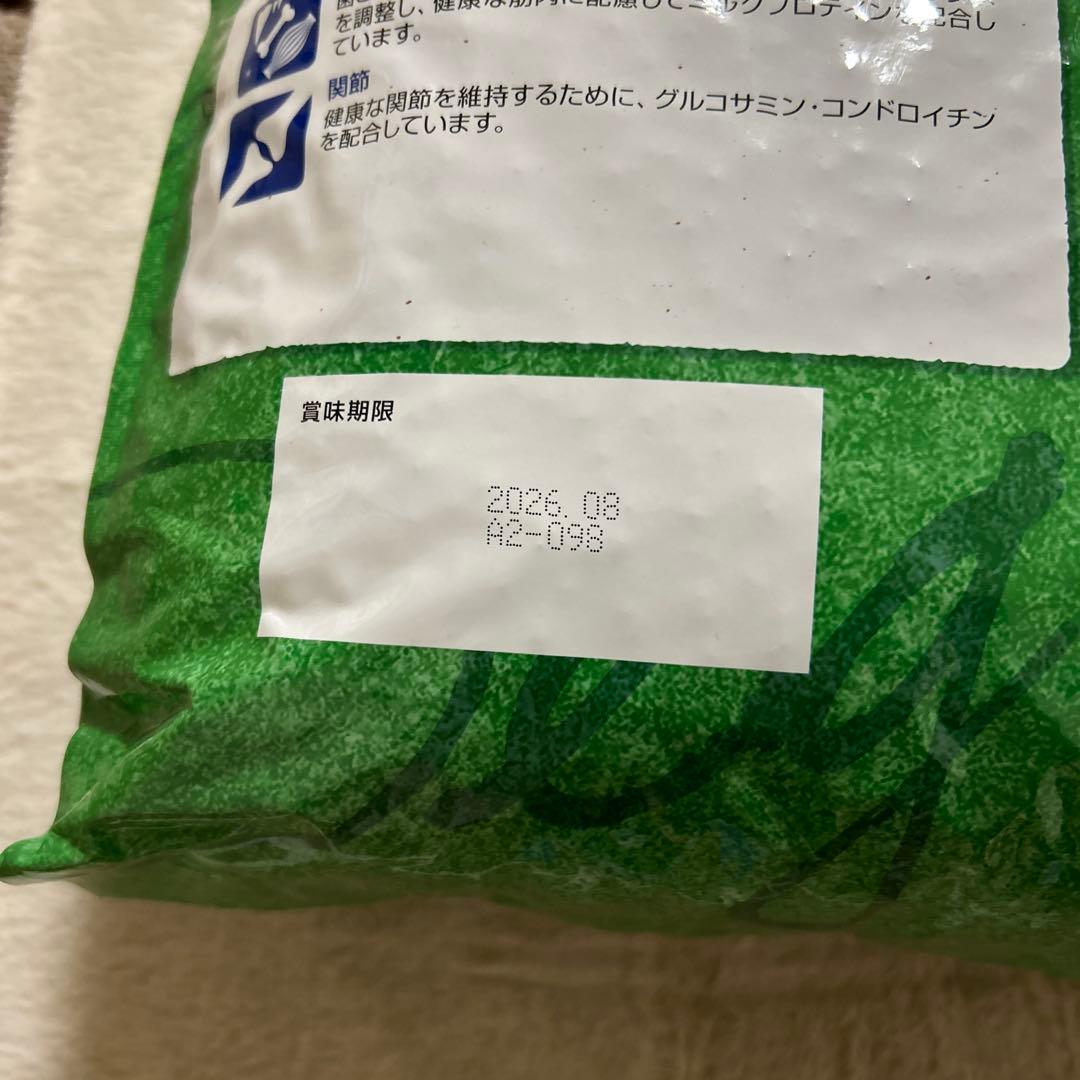 を調整し、健康な筋肉に配慮してミルクプロテインを配合し
ています。
関節
健康な関節を維持するために、グルコサミン・コンドロイチン
を配合しています。
賞味期限
2026.08
A2-098